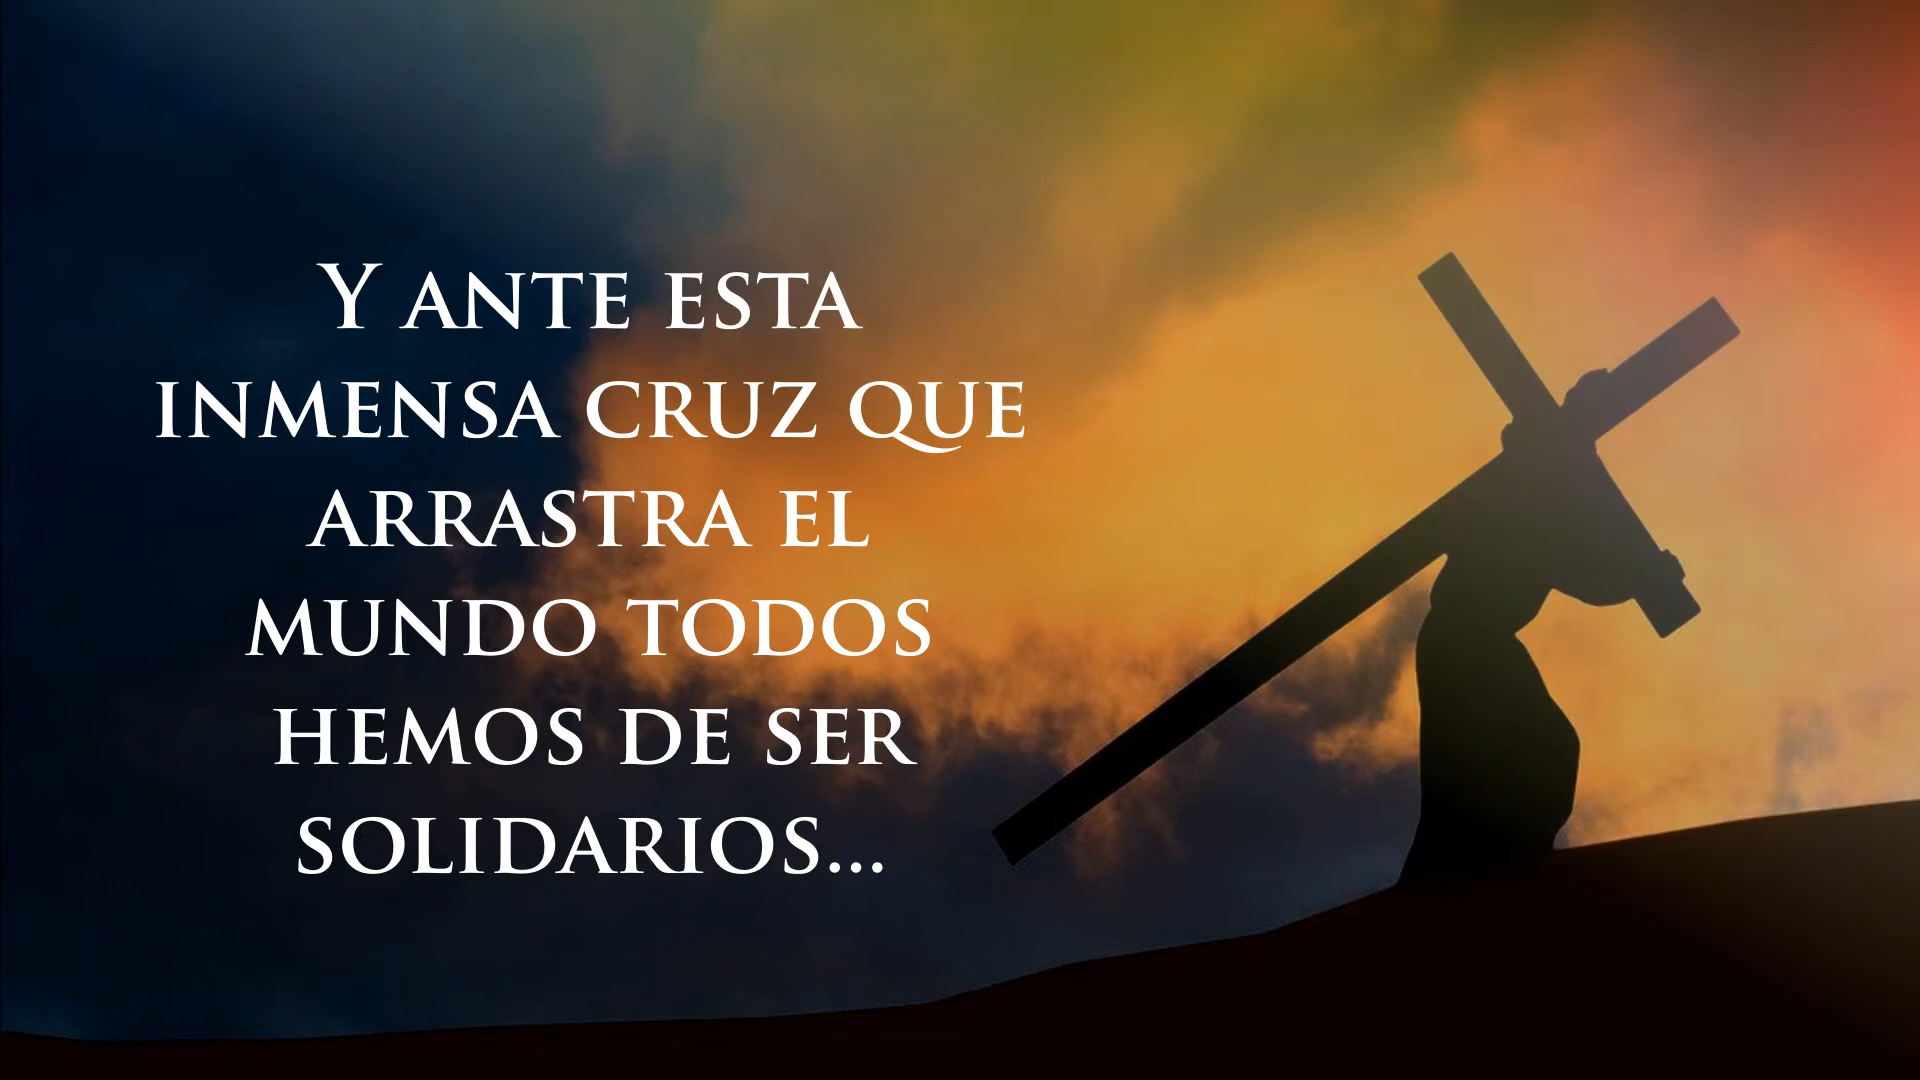 Y ANTE ESTA
INMENSA CRUZ QUE
ARRASTRA EL
MUNDO TODOS
HEMOS DE SER
SOLIDARIOS...